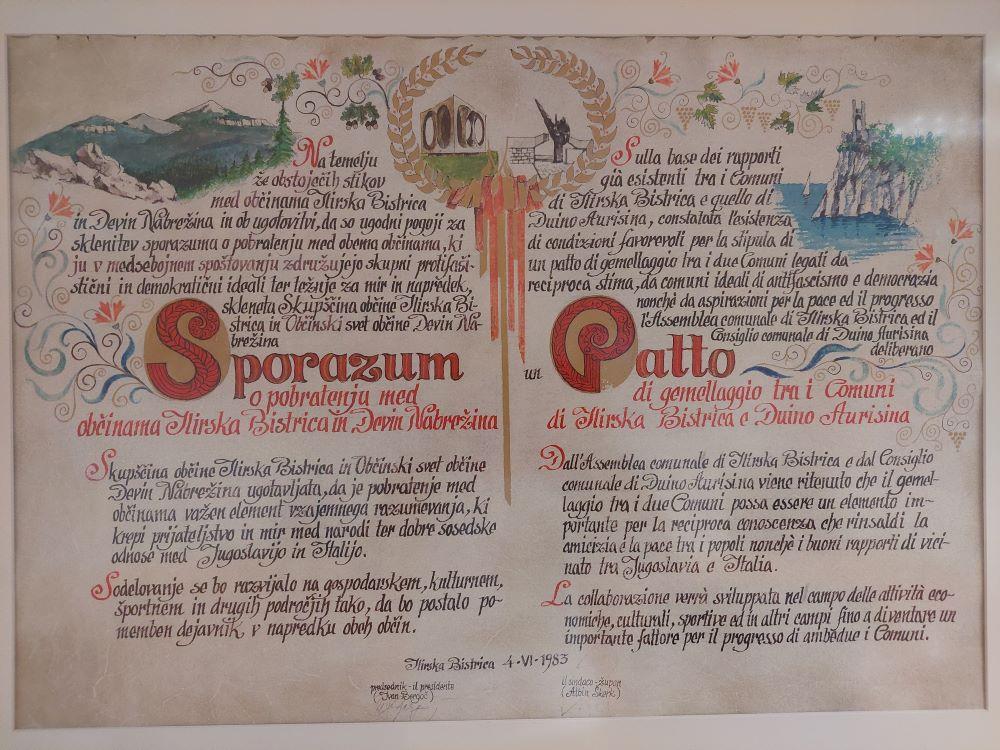 Na temelju
že obstoječih stikov
med občinama Ilirska Bistrica
in Devin Nabrežina in ob ugotovitvi, da so ugodni pogoji za
sklenitev sporazuma o pobratenju med obema občinama, ki
ju v medsebojnem spoštovanju združujejo skupni protifaši-
stični in demokratični ideali ter težnje za mir in napredek,
skleneta Skupščina občine Ilirska Bi-
strica in Občinski svet občine Devin Na-
brežina
Sporazum
o pobratenju med
občinama Ilirska Bistrica in Devin Nabrežina
Skupščina občine Ilirska Bistrica in Občinski svet občine
Devin Nabrežina ugotavljata, da je pobratenje med
občinama važen element vzajemnega razumevanja, ki
krepi prijateljstvo in mir med narodi ter dobre sosedske
odnose med Jugoslavijo in Italijo.
Sodelovanje se bo razvijalo na gospodarskem, kulturnem,
športnem in drugih področjih tako, da bo postalo po-
memben dejavnik v napredku obeh občin.
Sulla base dei rapporti
già esistenti tra i Comuni
di Ilirska Bistrica e quello di
Duino Aurisina, constatata l'esistenza
di condizioni favorevoli per la stipula di
un patto di gemellaggio tra i due Comuni legati da
reciproca stima, da comuni ideali di antifascismo e democrazia
nonchè da aspirazioni per la pace ed il progresso
l'Assemblea comunale di Ilirska Bistrica ed il
Consiglio comunale di Duino Aurisina
deliberano
un Patto
di gemellaggio tra i Comuni
di Ilirska Bistrica e Duino Aurisina
Dall'Assemblea comunale di Ilirska Bistrica e dal Consiglio
comunale di Duino Aurisina viene ritenuto che il gemel-
laggio tra i due Comuni possa essere un elemento im-
portante per la reciproca conoscenza che rinsaldi la
amicizia e la pace tra i popoli nonchè i buoni rapporti di vici-
nato tra Jugoslavia e Italia.
La collaborazione verrà sviluppata nel campo delle attività eco-
nomiche, culturali, sportive ed in altri campi fino a diventare un
importante fattore per il progresso di ambedue i Comuni.
Ilirska Bistrica 4-VI-1983
predsednik - il presidente
(Ivan Bergoč)
il sindaco - župan
(Albin Škerk)